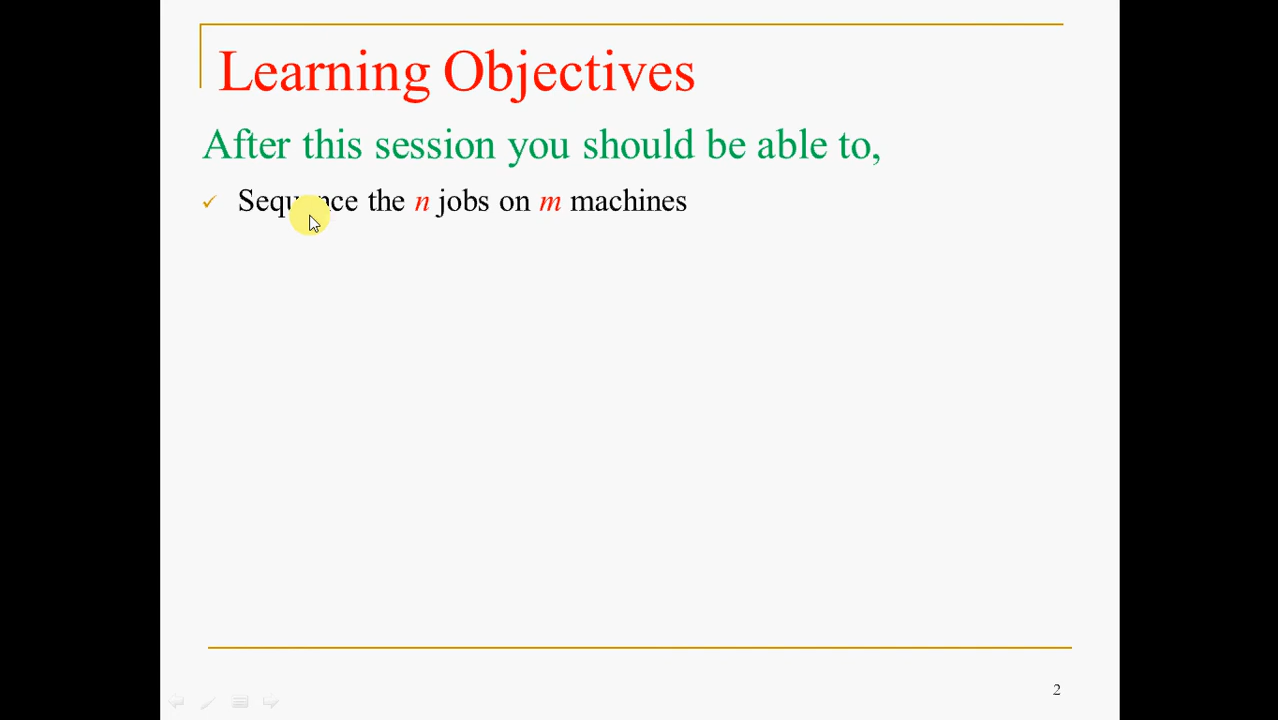 Learning Objectives
After this session you should be able to,
Sequence the n jobs on m machines
2